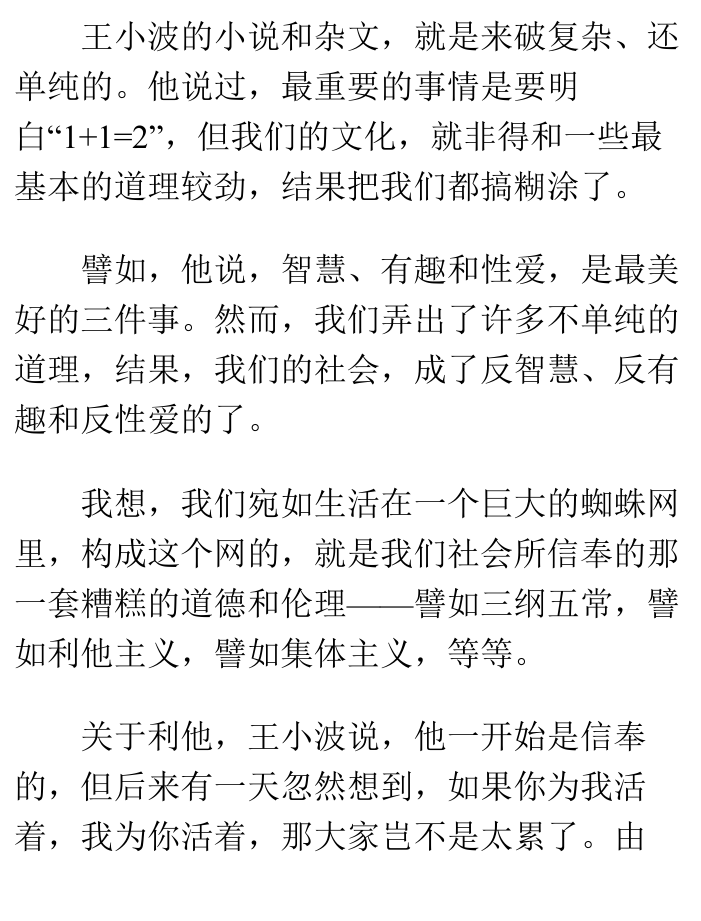 王小波的小说和杂文，就是来破复杂、还
单纯的。他说过，最重要的事情是要明
白“1+1=2”，但我们的文化，就非得和一些最
基本的道理较劲，结果把我们都搞糊涂了。
譬如，他说，智慧、有趣和性爱，是最美
好的三件事。然而，我们弄出了许多不单纯的
道理，结果，我们的社会，成了反智慧、反有
趣和反性爱的了。
我想，我们宛如生活在一个巨大的蜘蛛网
里，构成这个网的，就是我们社会所信奉的那
一套糟糕的道德和伦理——譬如三纲五常，譬
如利他主义，譬如集体主义，等等。
关于利他，王小波说，他一开始是信奉
的，但后来有一天忽然想到，如果你为我活
着，我为你活着，那大家岂不是太累了。由